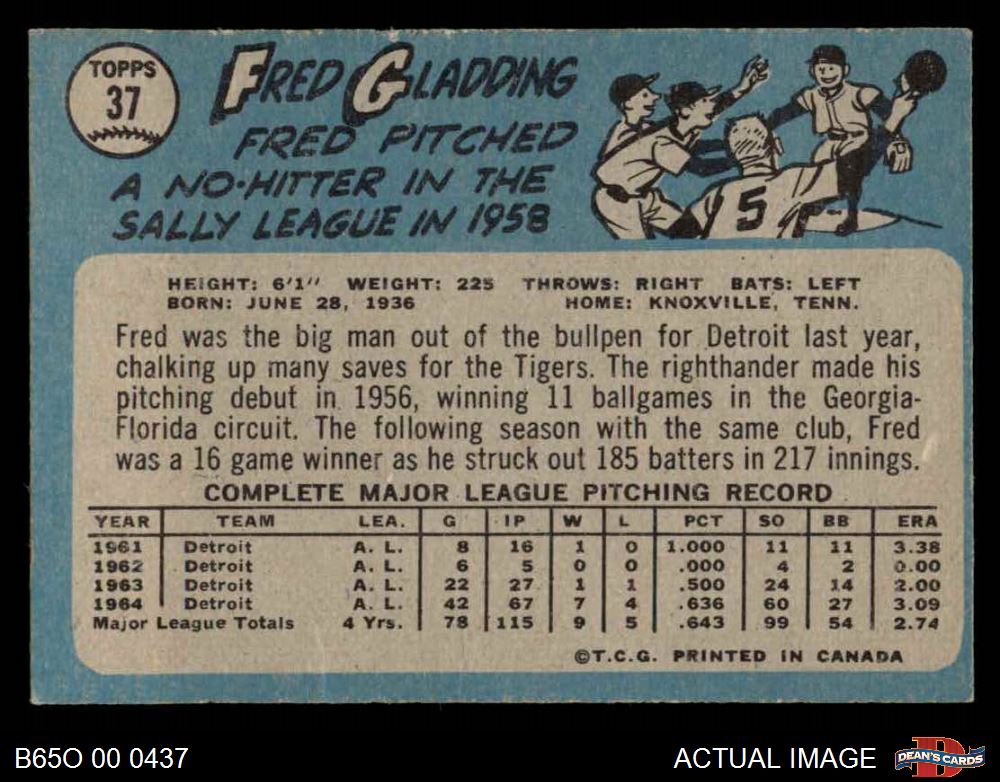 TOPPS
37
FRED GLADDING
FRED PITCHED
A NO-HITTER IN THE
SALLY LEAGUE IN 1958
5
HEIGHT: 6'1" WEIGHT: 225 THROWS: RIGHT BATS: LEFT
BORN: JUNE 28, 1936 HOME: KNOXVILLE, TENN.
Fred was the big man out of the bullpen for Detroit last year,
chalking up many saves for the Tigers. The righthander made his
pitching debut in 1956, winning 11 ballgames in the Georgia-
Florida circuit. The following season with the same club, Fred
was a 16 game winner as he struck out 185 batters in 217 innings.
COMPLETE MAJOR LEAGUE PITCHING RECORD
YEAR TEAM LEA. G IP W L PCT SO BB ERA
1961 Detroit A. L. 8 16 1 0 1.000 11 11 3.38
1962 Detroit A. L. 6 5 0 0 .000 4 2 0.00
1963 Detroit A. L. 22 27 1 1 .500 24 14 2.00
1964 Detroit A. L. 42 67 7 4 .636 60 27 3.09
Major League Totals 4 Yrs. 78 115 9 5 .643 99 54 2.74
©T.C.G. PRINTED IN CANADA
B65O 00 0437
ACTUAL IMAGE
D
DEAN'S CARDS